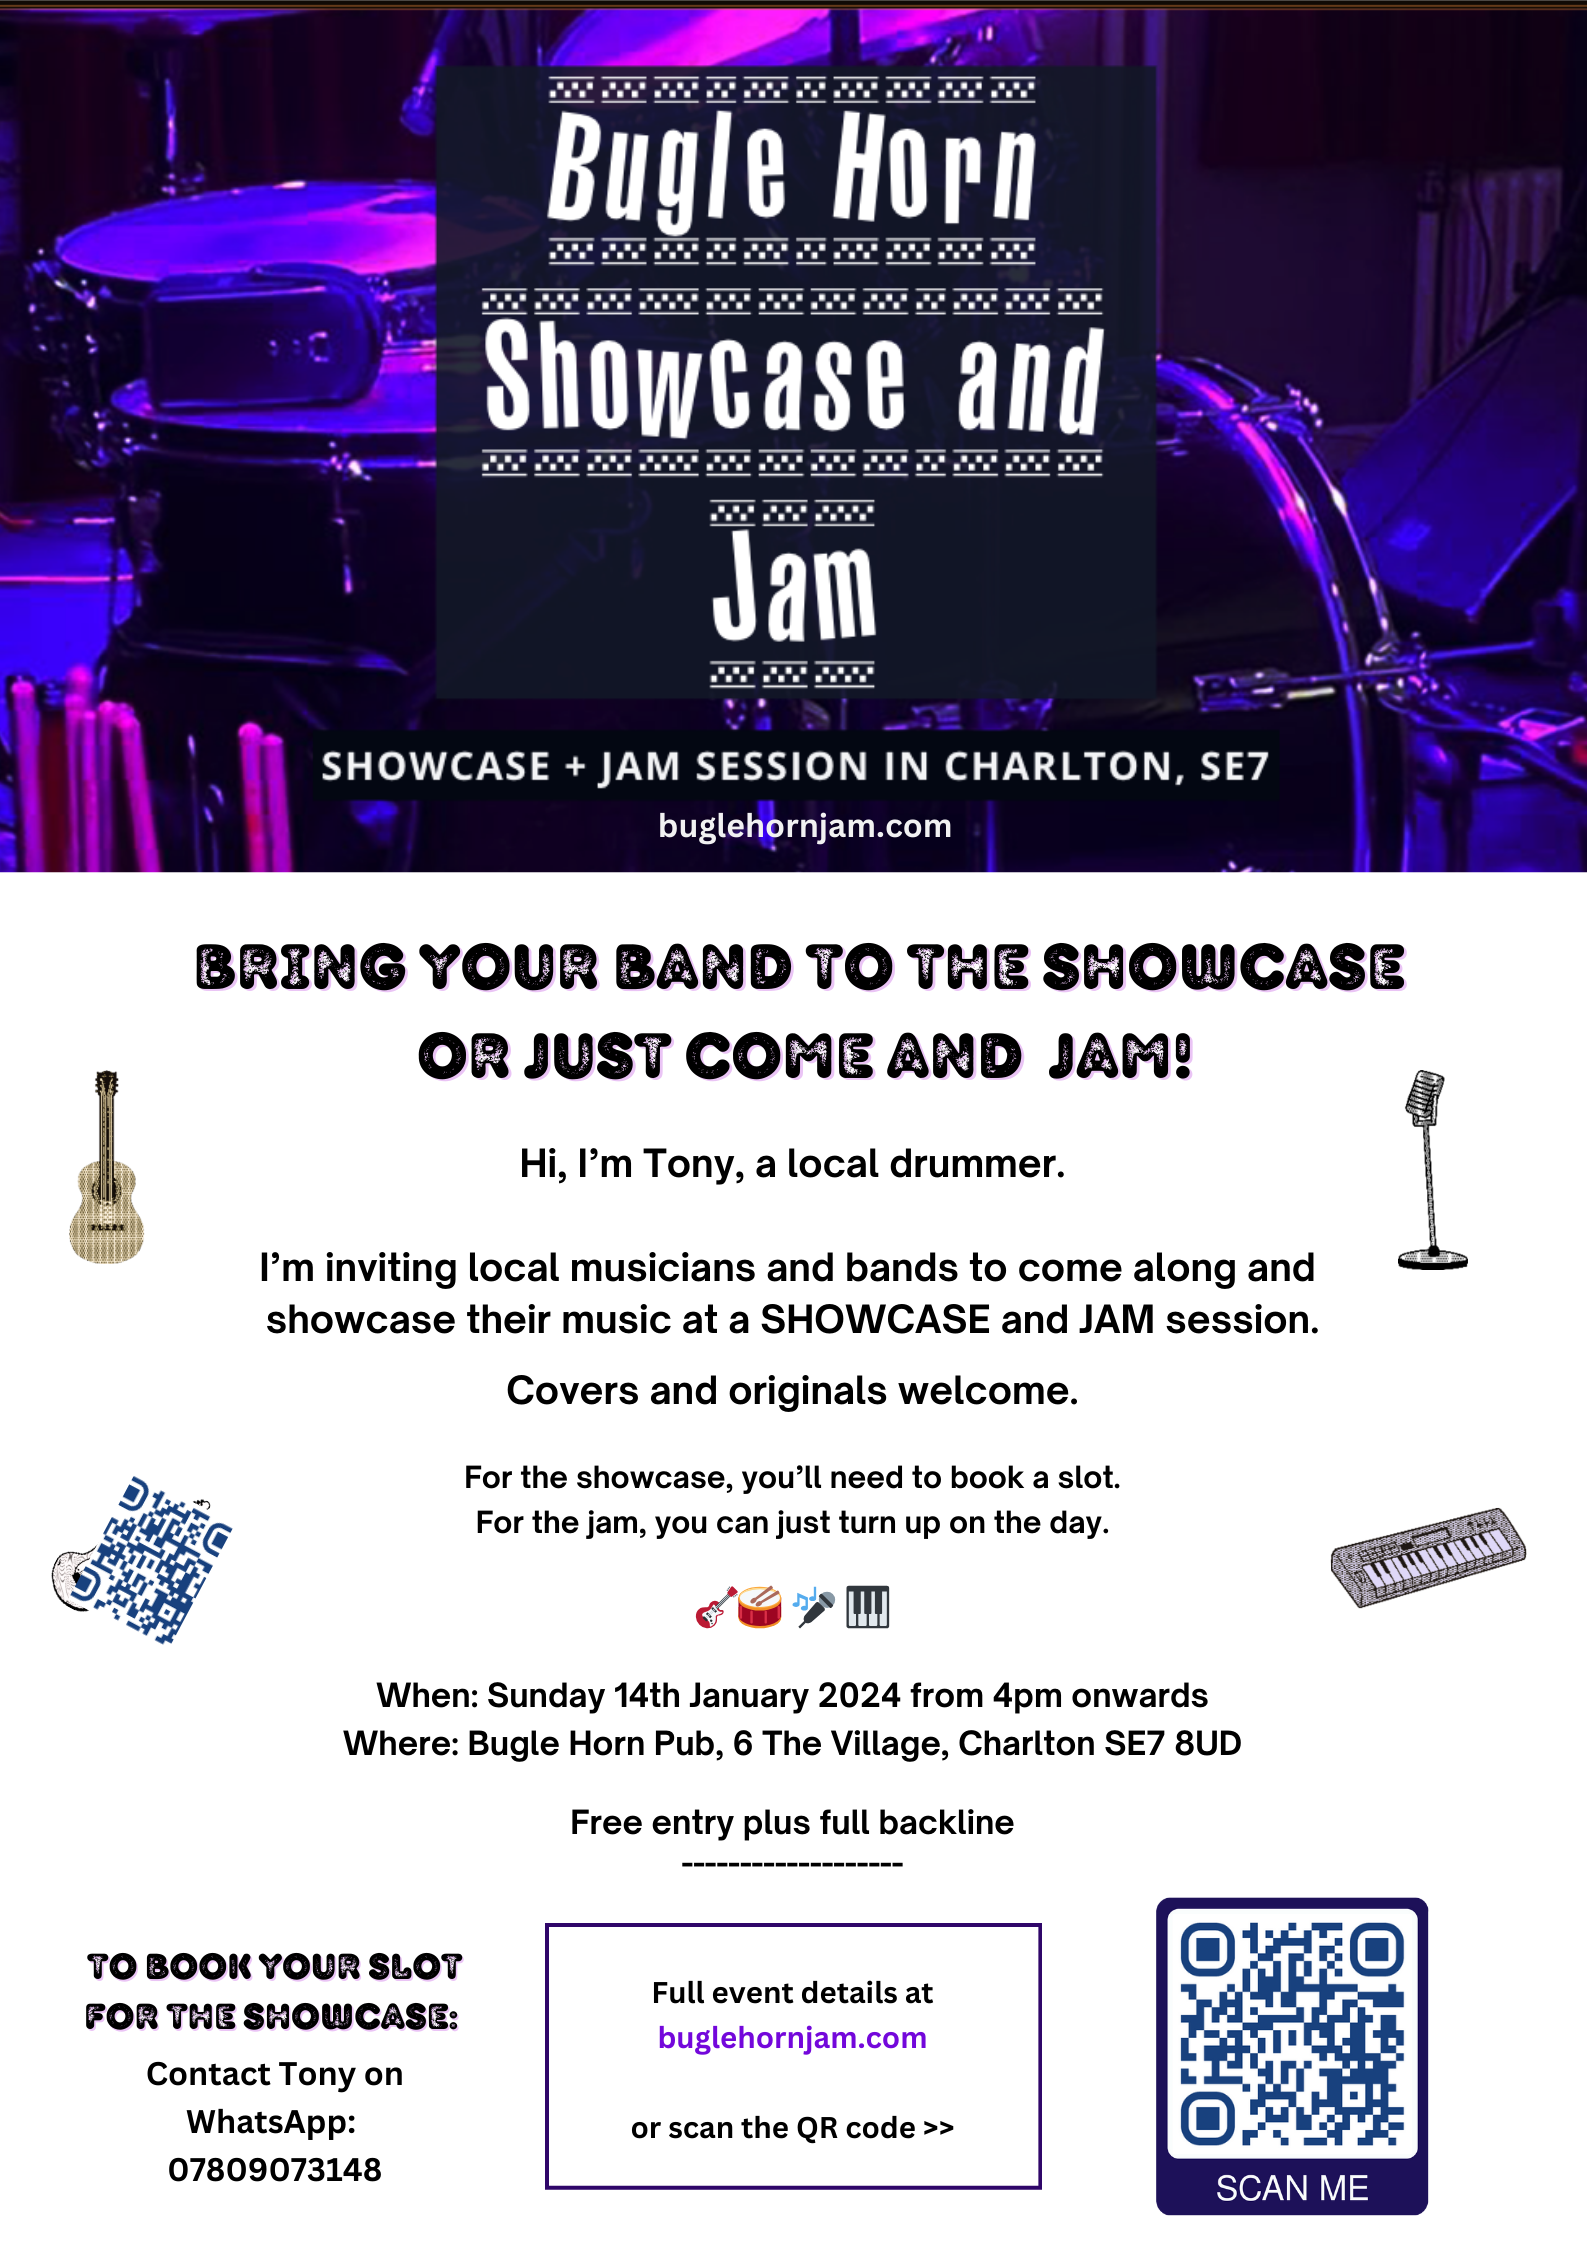 Bugle Horn
Showcase and
Jam
SHOWCASE + JAM SESSION IN CHARLTON, SE7
buglehornjam.com
BRING YOUR BAND TO THE SHOWCASE
OR JUST COME AND JAM!
Hi, I’m Tony, a local drummer.
I’m inviting local musicians and bands to come along and
showcase their music at a SHOWCASE and JAM session.
Covers and originals welcome.
For the showcase, you’ll need to book a slot.
For the jam, you can just turn up on the day.
🎸🥁 🎤 🎹
When: Sunday 14th January 2024 from 4pm onwards
Where: Bugle Horn Pub, 6 The Village, Charlton SE7 8UD
Free entry plus full backline
-------------------
TO BOOK YOUR SLOT
FOR THE SHOWCASE:
Contact Tony on
WhatsApp:
07809073148
Full event details at
buglehornjam.com
or scan the QR code >>
SCAN ME